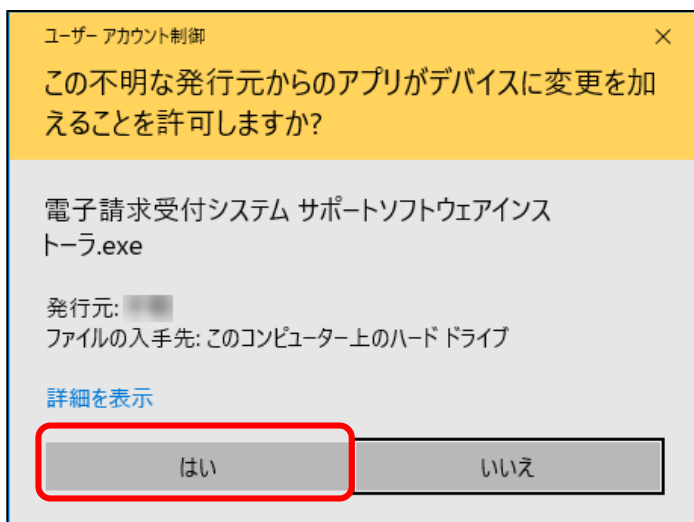 ユーザー アカウント制御
この不明な発行元からのアプリがデバイスに変更を加
えることを許可しますか?
電子請求受付システム サポートソフトウェアインス
トーラ.exe
発行元:
ファイルの入手先: このコンピューター上のハード ドライブ
詳細を表示
はい
いいえ